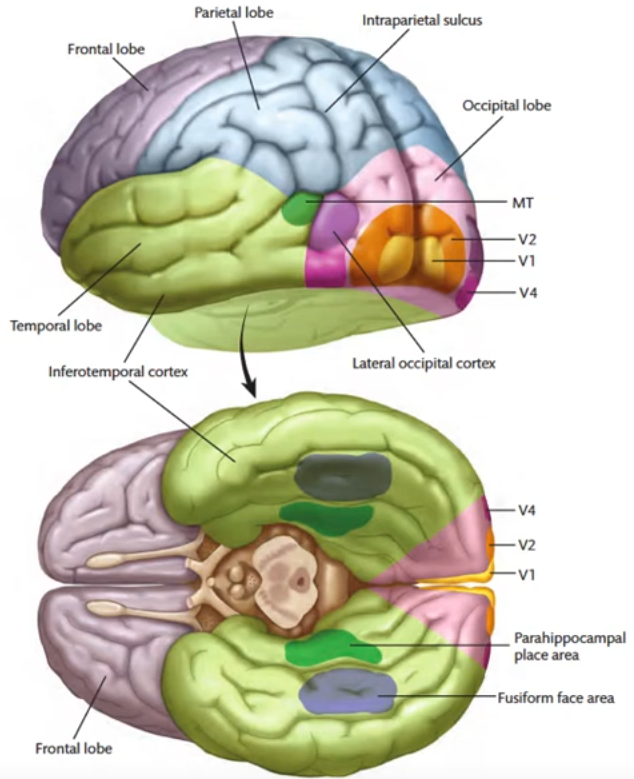 Parietal lobe
Intraparietal sulcus
Frontal lobe
Occipital lobe
MT
V2
V1
V4
Temporal lobe
Lateral occipital cortex
Inferotemporal cortex
V4
V2
V1
Parahippocampal
place area
Fusiform face area
Frontal lobe